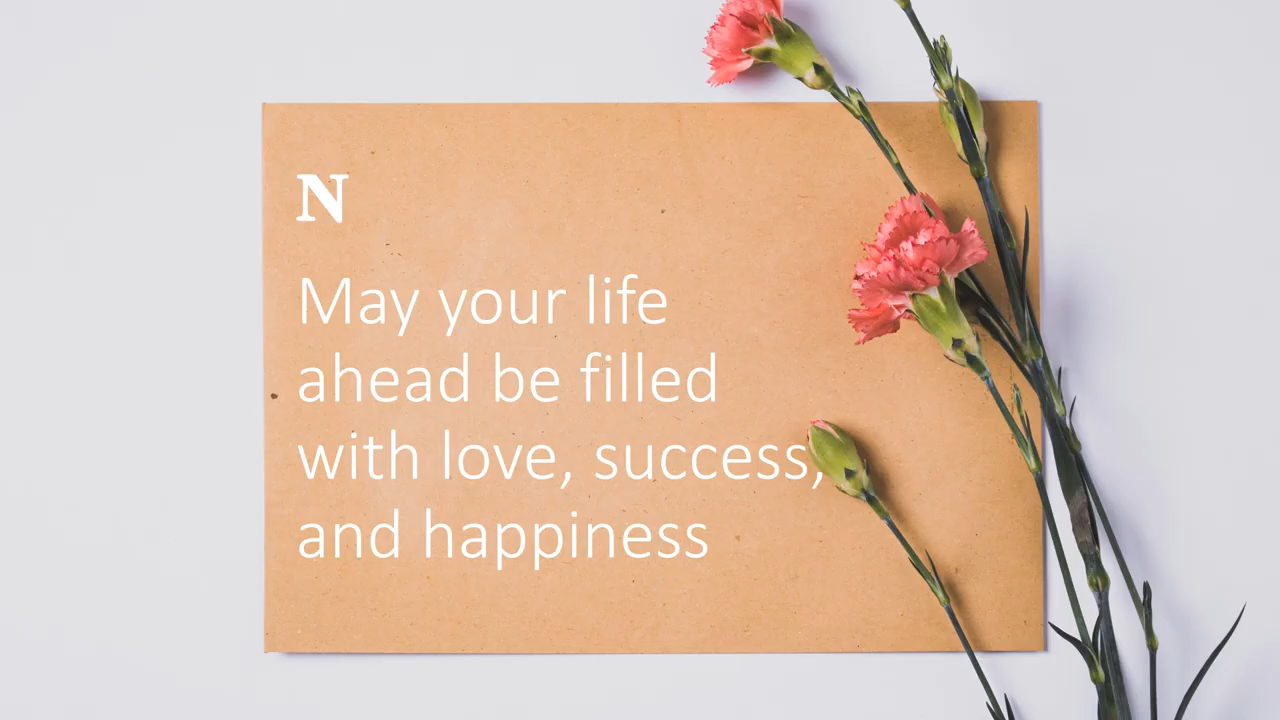 N
May your life
ahead be filled
with love, success,
and happiness